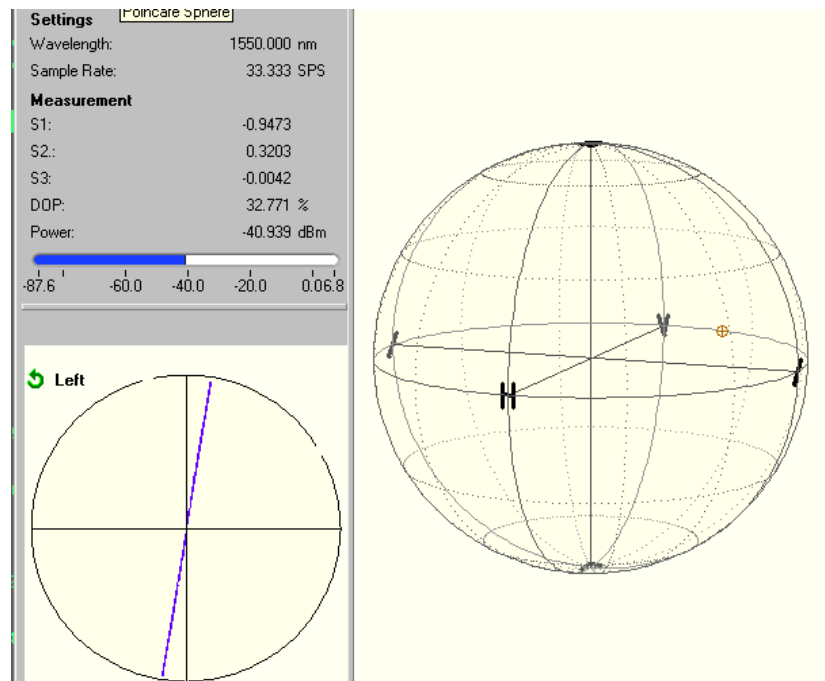 Poincare Sphere
Settings
Wavelength: 1550.000 nm
Sample Rate: 33.333 SPS
Measurement
S1: -0.9473
S2.: 0.3203
S3: -0.0042
DOP: 32.771 %
Power: -40.939 dBm
-87.6 -60.0 -40.0 -20.0 0.06.8
Left
V
H